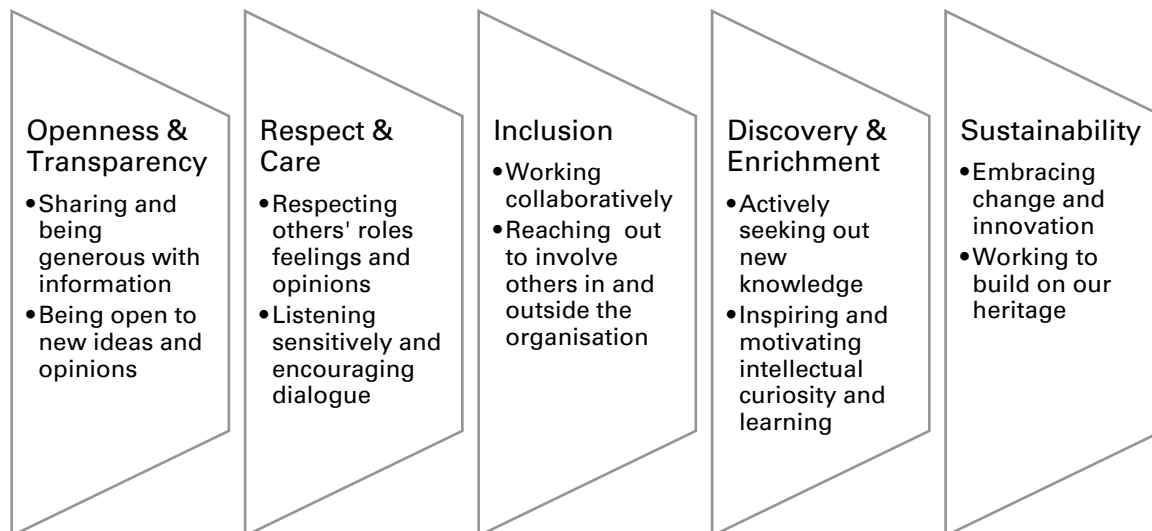 Openness &
Transparency
•Sharing and
being
generous with
information
•Being open to
new ideas and
opinions
Respect &
Care
•Respecting
others' roles
feelings and
opinions
•Listening
sensitively and
encouraging
dialogue
Inclusion
•Working
collaboratively
•Reaching out
to involve
others in and
outside the
organisation
Discovery &
Enrichment
•Actively
seeking out
new
knowledge
•Inspiring and
motivating
intellectual
curiosity and
learning
Sustainability
•Embracing
change and
innovation
•Working to
build on our
heritage